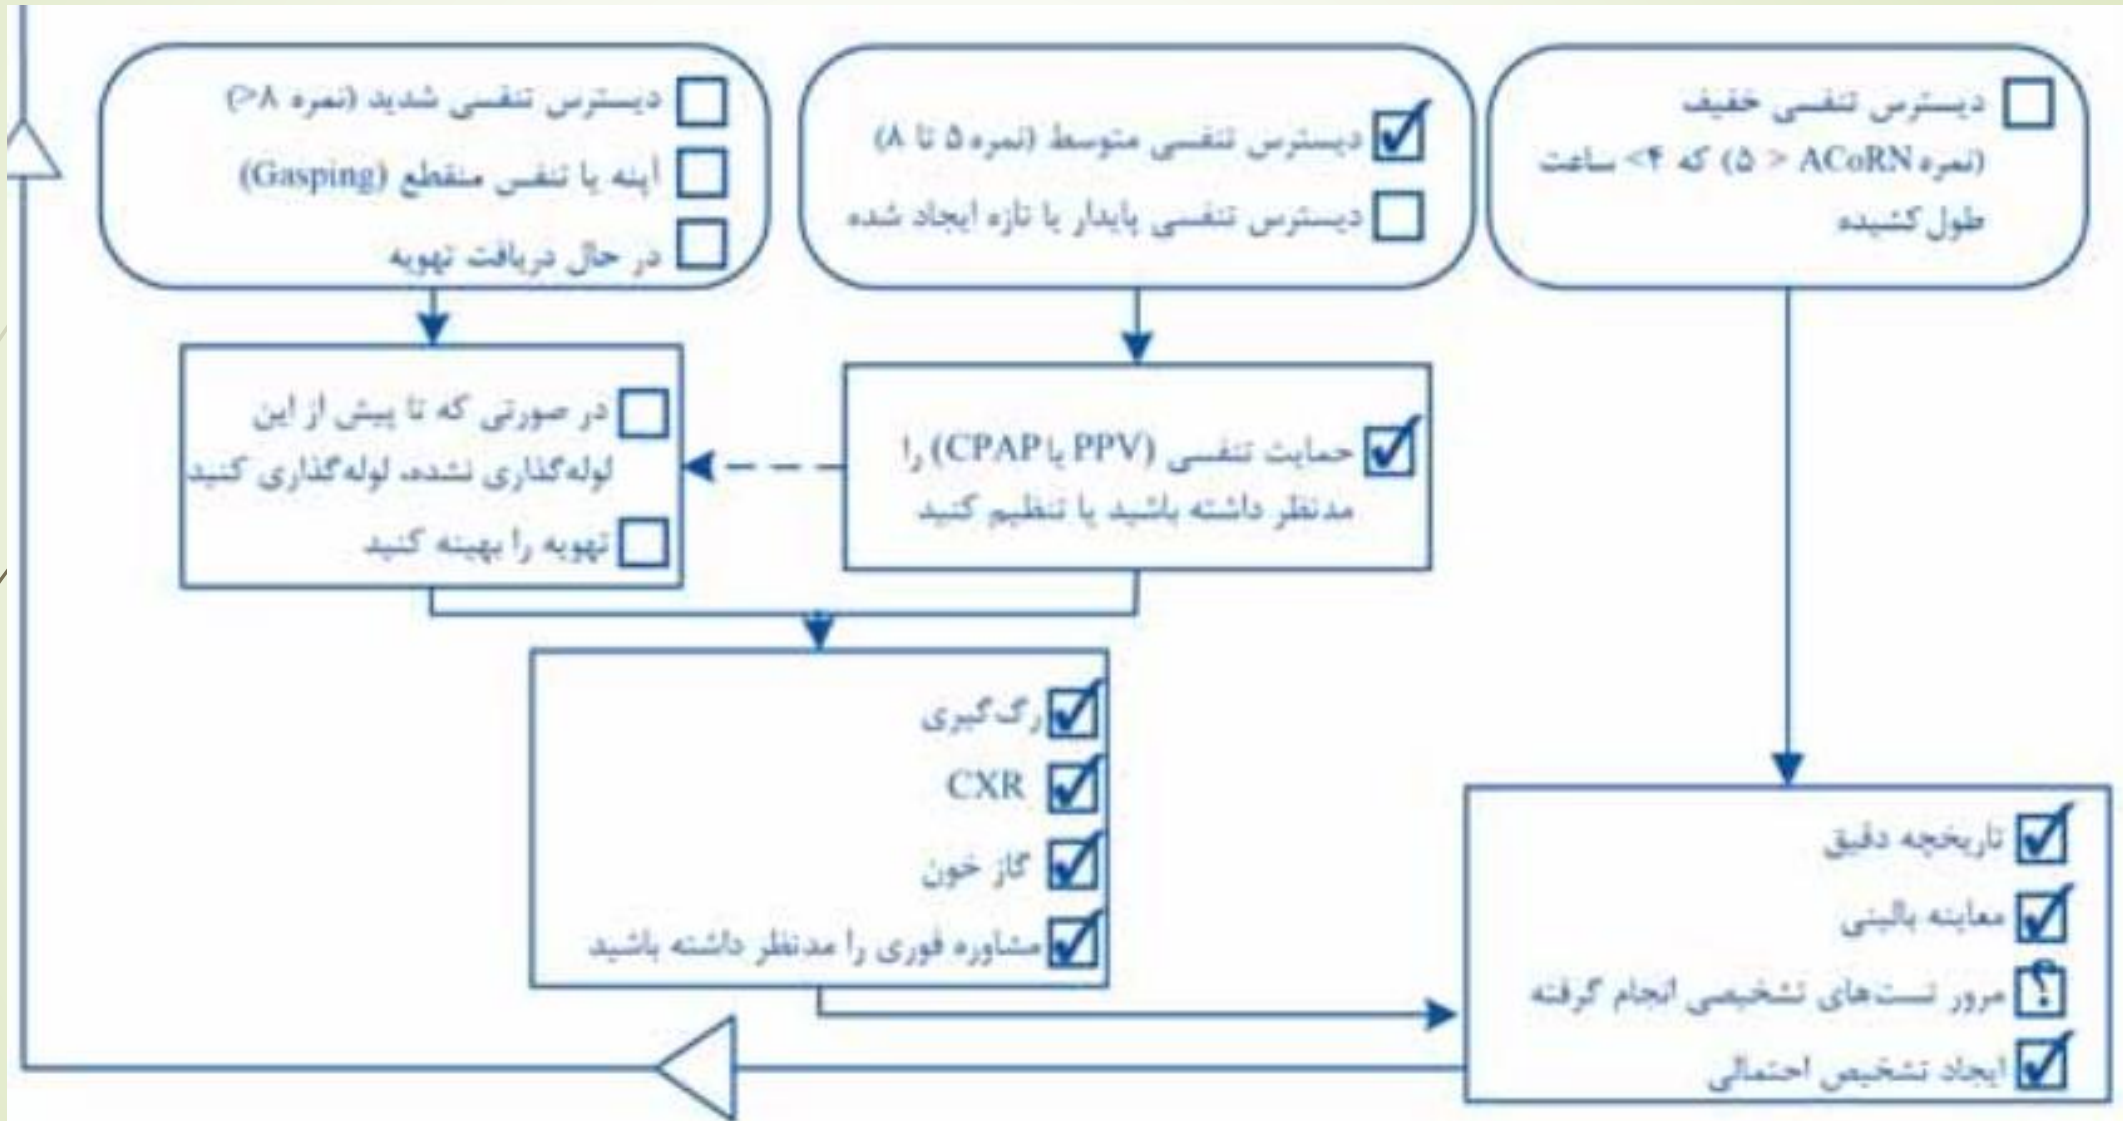 دیسترس تنفسی خفیف
(نمره ACoRN < ۵) که ۴> ساعت
طول کشیده
دیسترس تنفسی متوسط (نمره ۵ تا ۸)
دیسترس تنفسی پایدار یا تازه ایجاد شده
دیسترس تنفسی شدید (نمره ۸<)
آپنه یا تنفس منقطع (Gasping)
در حال دریافت تهویه
حمایت تنفسی (PPV یا CPAP) را
مدنظر داشته باشید یا تنظیم کنید
در صورتی که تا پیش از این
لوله‌گذاری نشده، لوله‌گذاری کنید
تهویه را بهینه کنید
رگ‌گیری
CXR
گاز خون
مشاوره فوری را مدنظر داشته باشید
تاریخچه دقیق
معاینه بالینی
؟ مرور تست‌های تشخیصی انجام گرفته
ایجاد تشخیص احتمالی